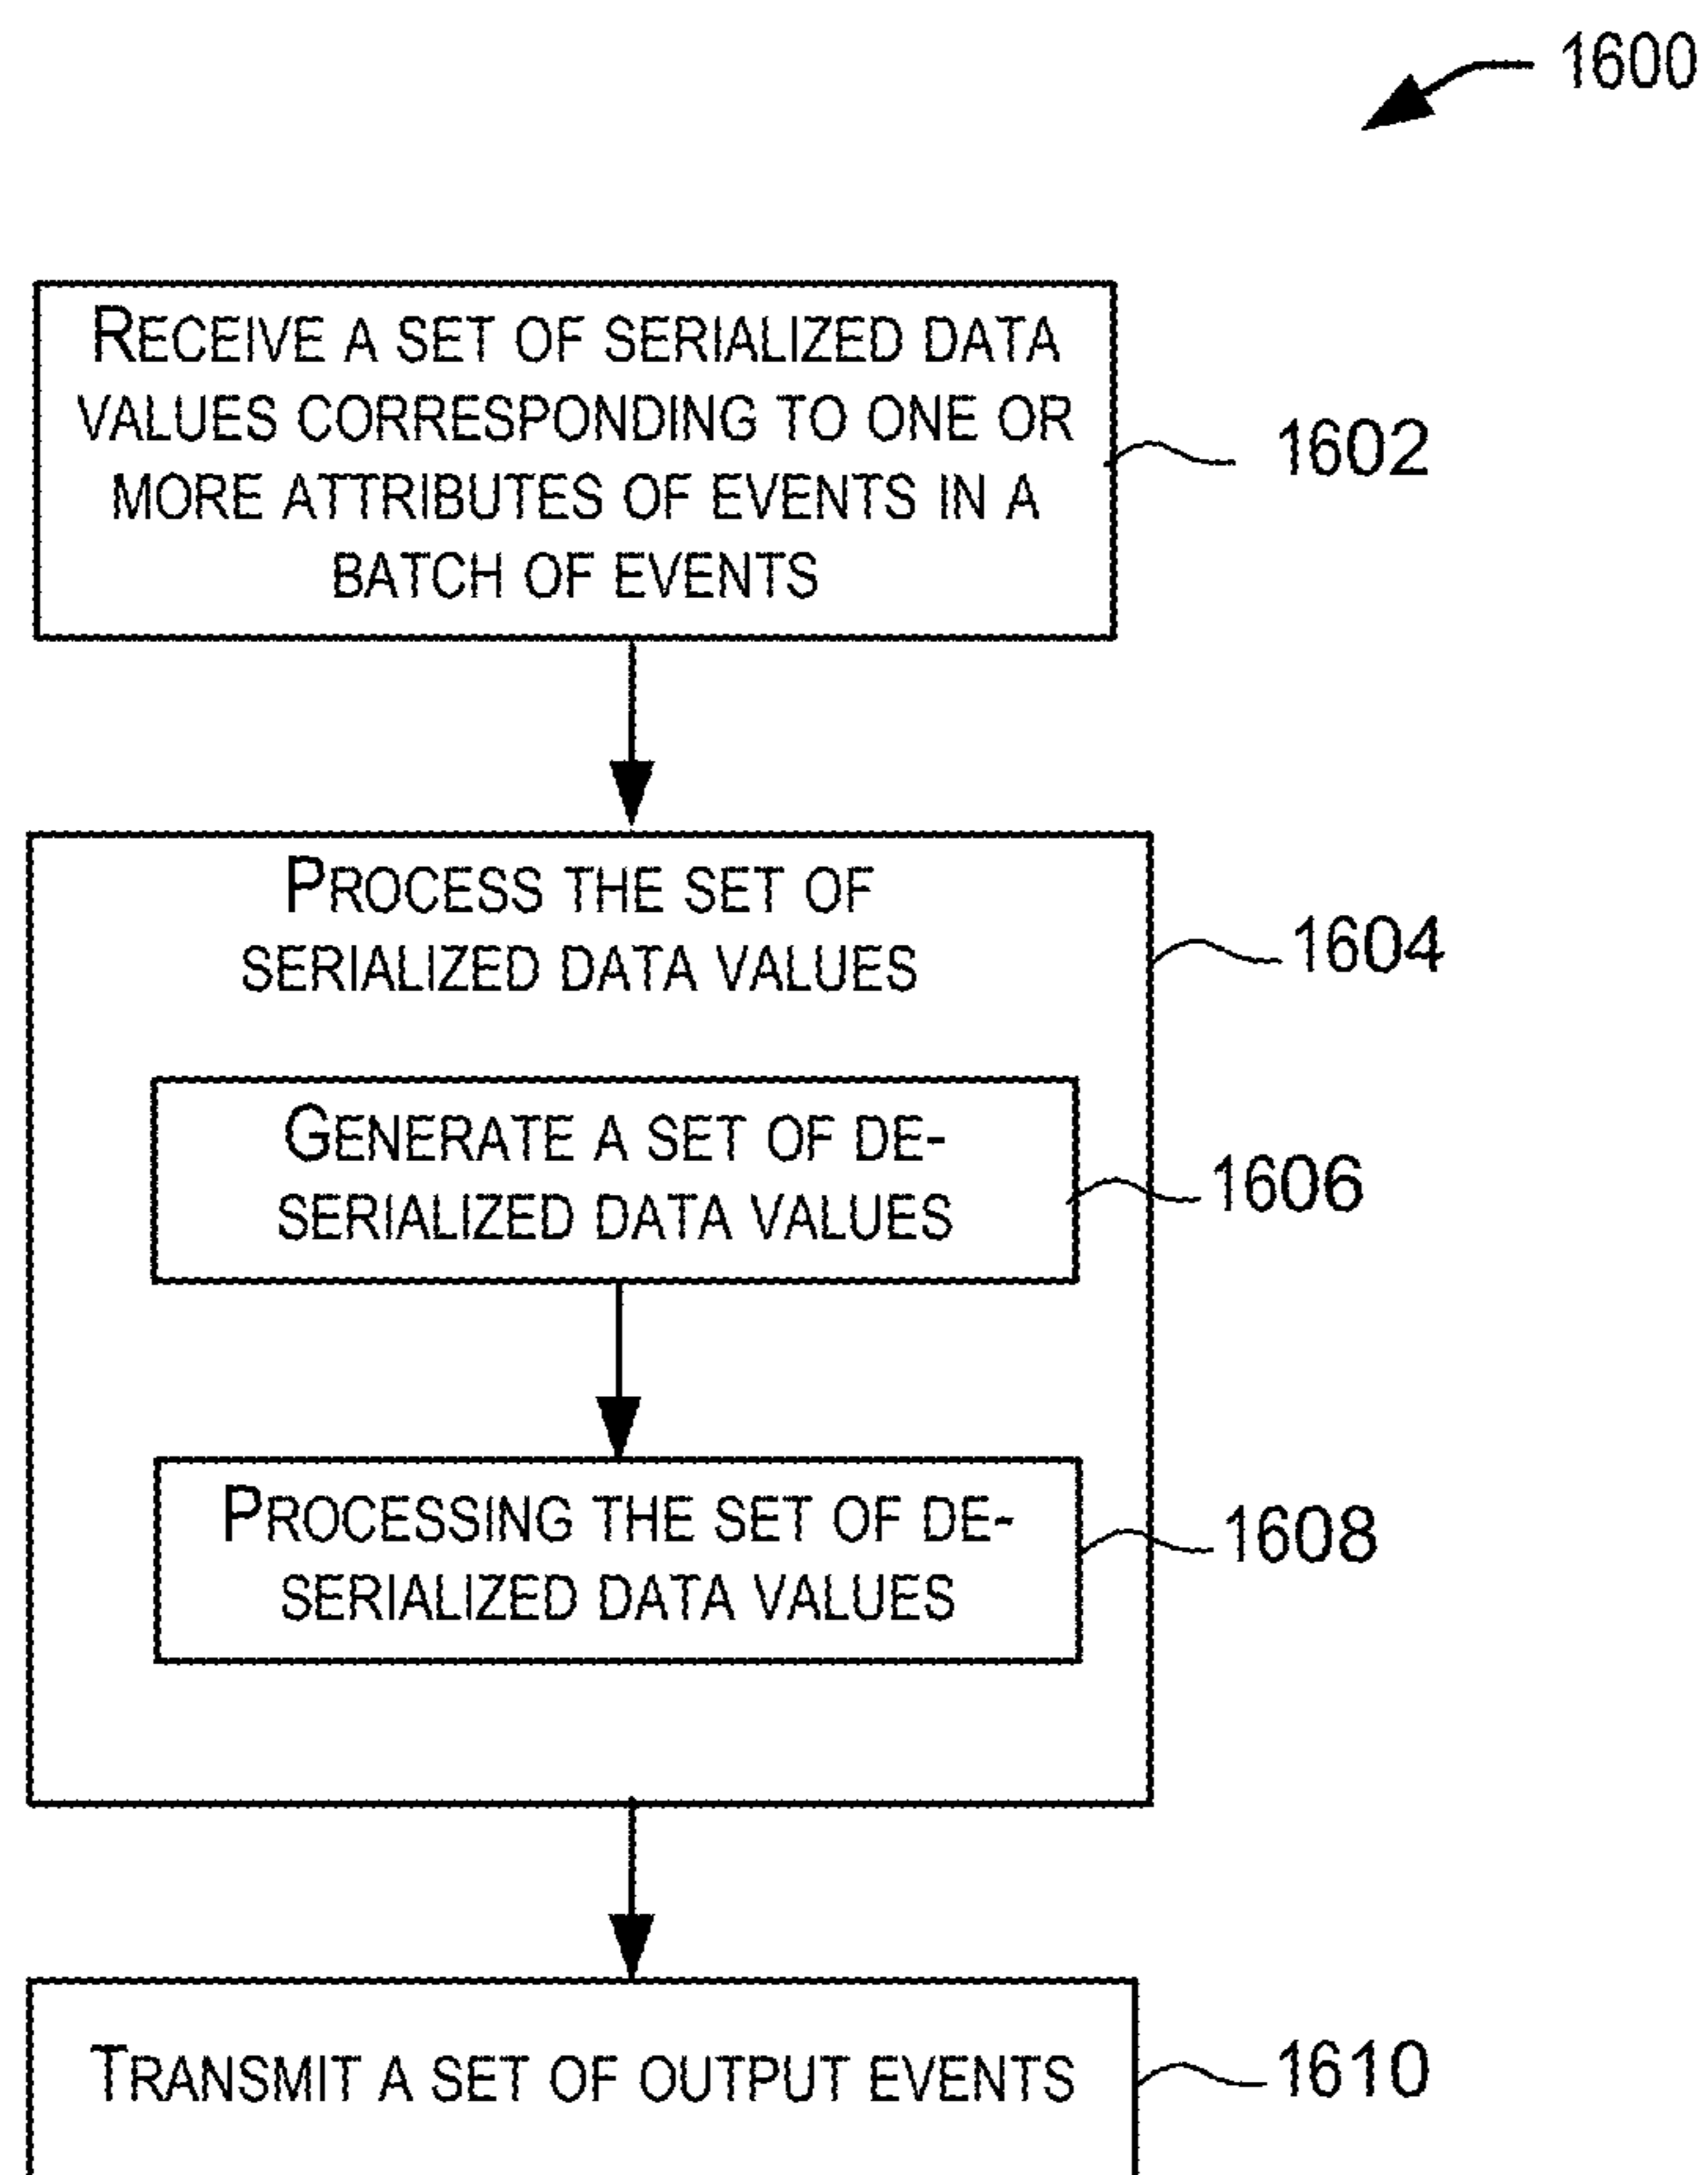 1600
RECEIVE A SET OF SERIALIZED DATA
VALUES CORRESPONDING TO ONE OR
MORE ATTRIBUTES OF EVENTS IN A
BATCH OF EVENTS
1602
PROCESS THE SET OF
SERIALIZED DATA VALUES
1604
GENERATE A SET OF DE-
SERIALIZED DATA VALUES
1606
PROCESSING THE SET OF DE-
SERIALIZED DATA VALUES
1608
TRANSMIT A SET OF OUTPUT EVENTS
1610